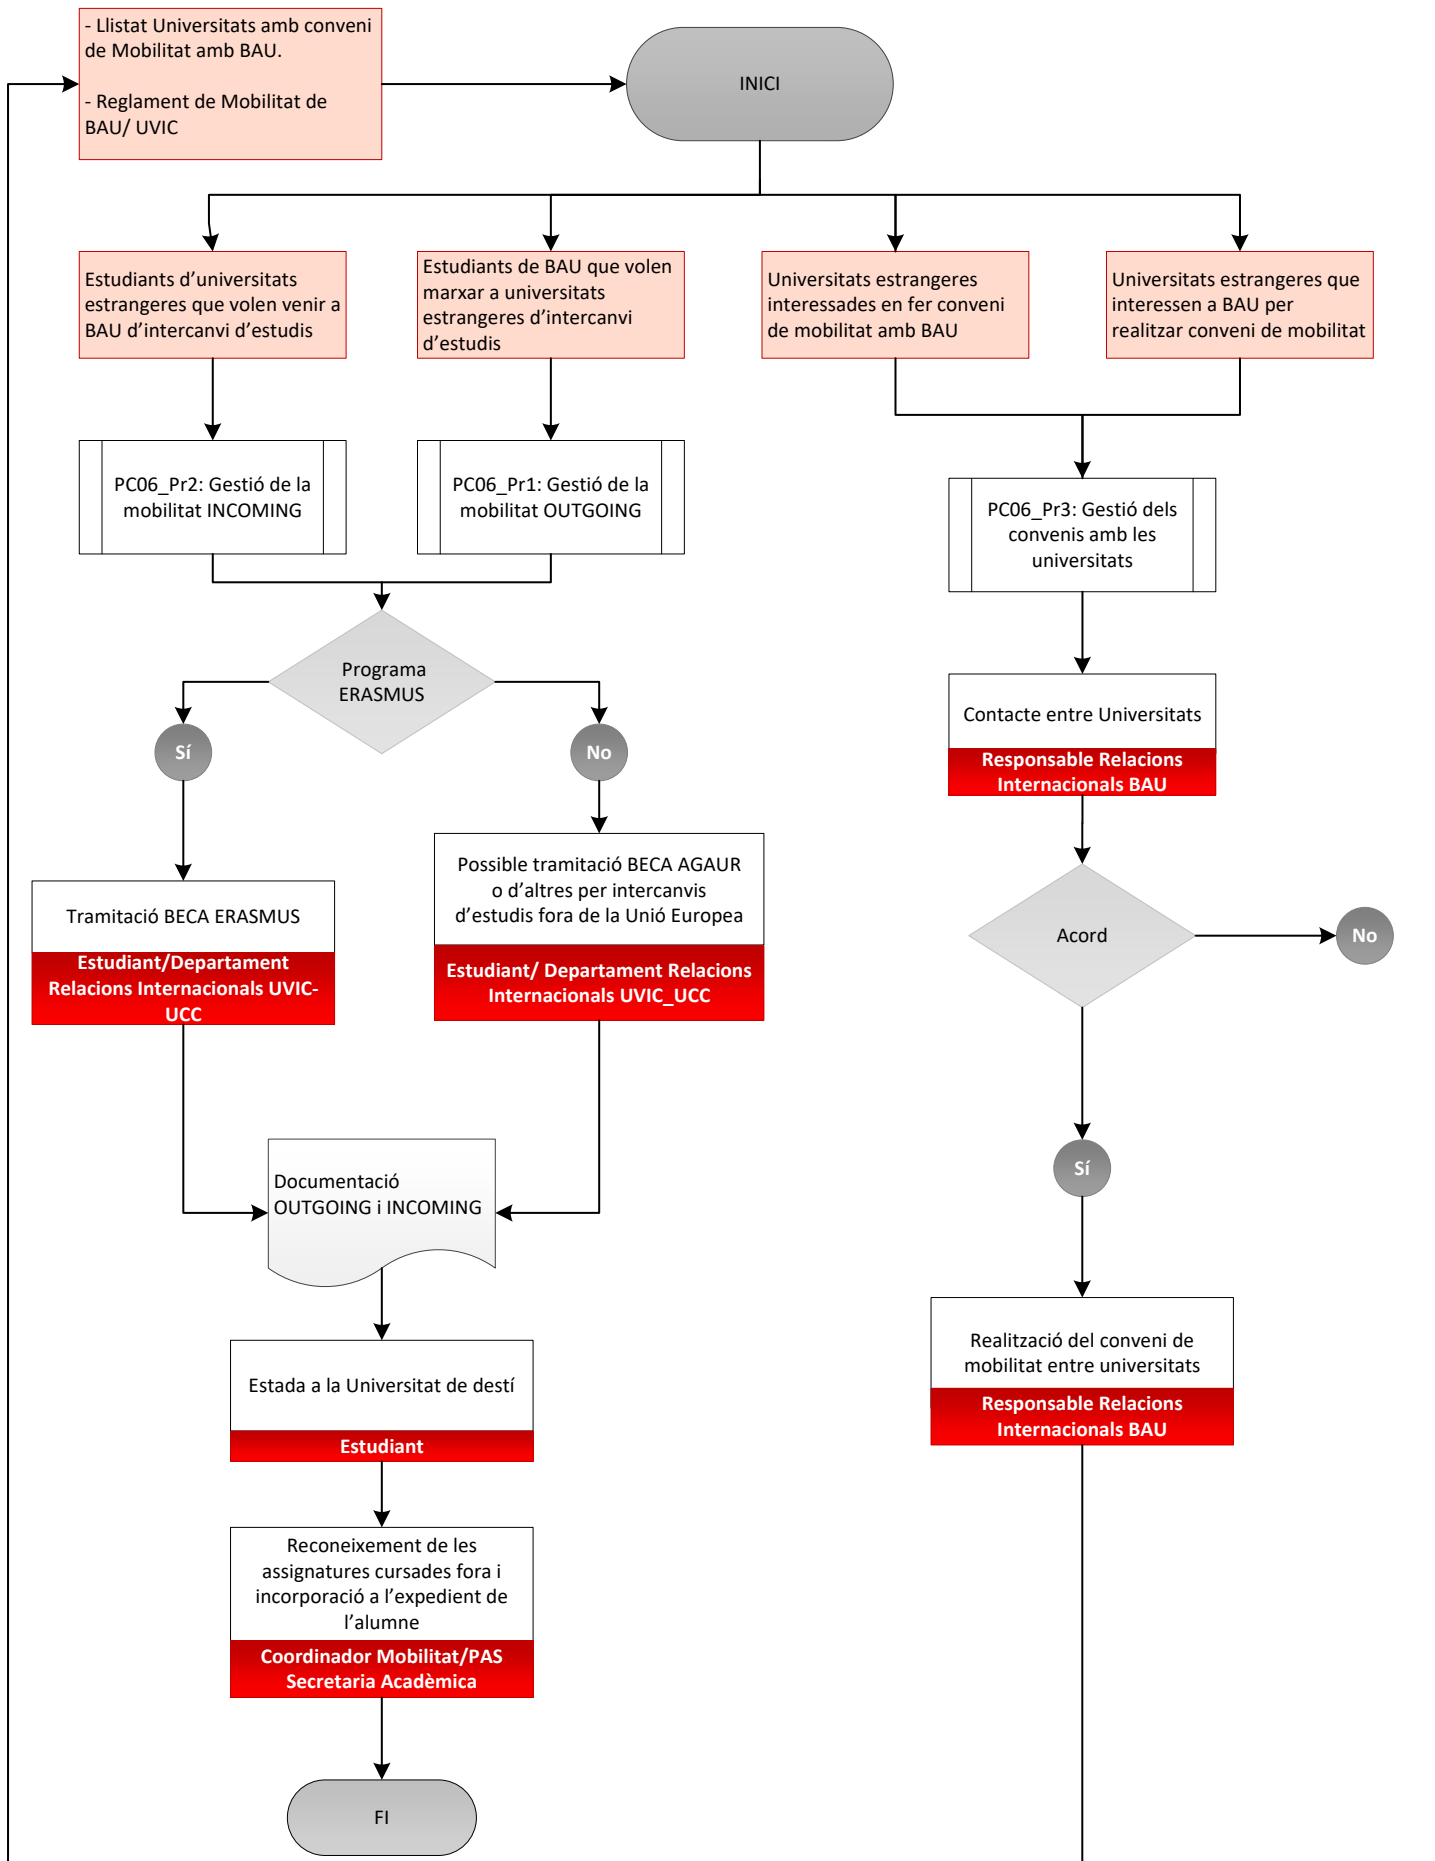 - Llistat Universitats amb conveni
de Mobilitat amb BAU.
- Reglament de Mobilitat de
BAU/ UVIC
INICI
Estudiants d’universitats
estrangeres que volen venir a
BAU d’intercanvi d’estudis
Estudiants de BAU que volen
marxar a universitats
estrangeres d’intercanvi
d’estudis
Universitats estrangeres
interessades en fer conveni
de mobilitat amb BAU
Universitats estrangeres que
interessen a BAU per
realitzar conveni de mobilitat
PC06_Pr2: Gestió de la
mobilitat INCOMING
PC06_Pr1: Gestió de la
mobilitat OUTGOING
PC06_Pr3: Gestió dels
convenis amb les
universitats
Programa
ERASMUS
Sí
No
Contacte entre Universitats
Responsable Relacions
Internacionals BAU
Tramitació BECA ERASMUS
Estudiant/Departament
Relacions Internacionals UVIC-
UCC
Possible tramitació BECA AGAUR
o d’altres per intercanvis
d’estudis fora de la Unió Europea
Estudiant/ Departament Relacions
Internacionals UVIC_UCC
Acord
No
Sí
Documentació
OUTGOING i INCOMING
Realització del conveni de
mobilitat entre universitats
Responsable Relacions
Internacionals BAU
Estada a la Universitat de destí
Estudiant
Reconeixement de les
assignatures cursades fora i
incorporació a l’expedient de
l’alumne
Coordinador Mobilitat/PAS
Secretaria Acadèmica
FI